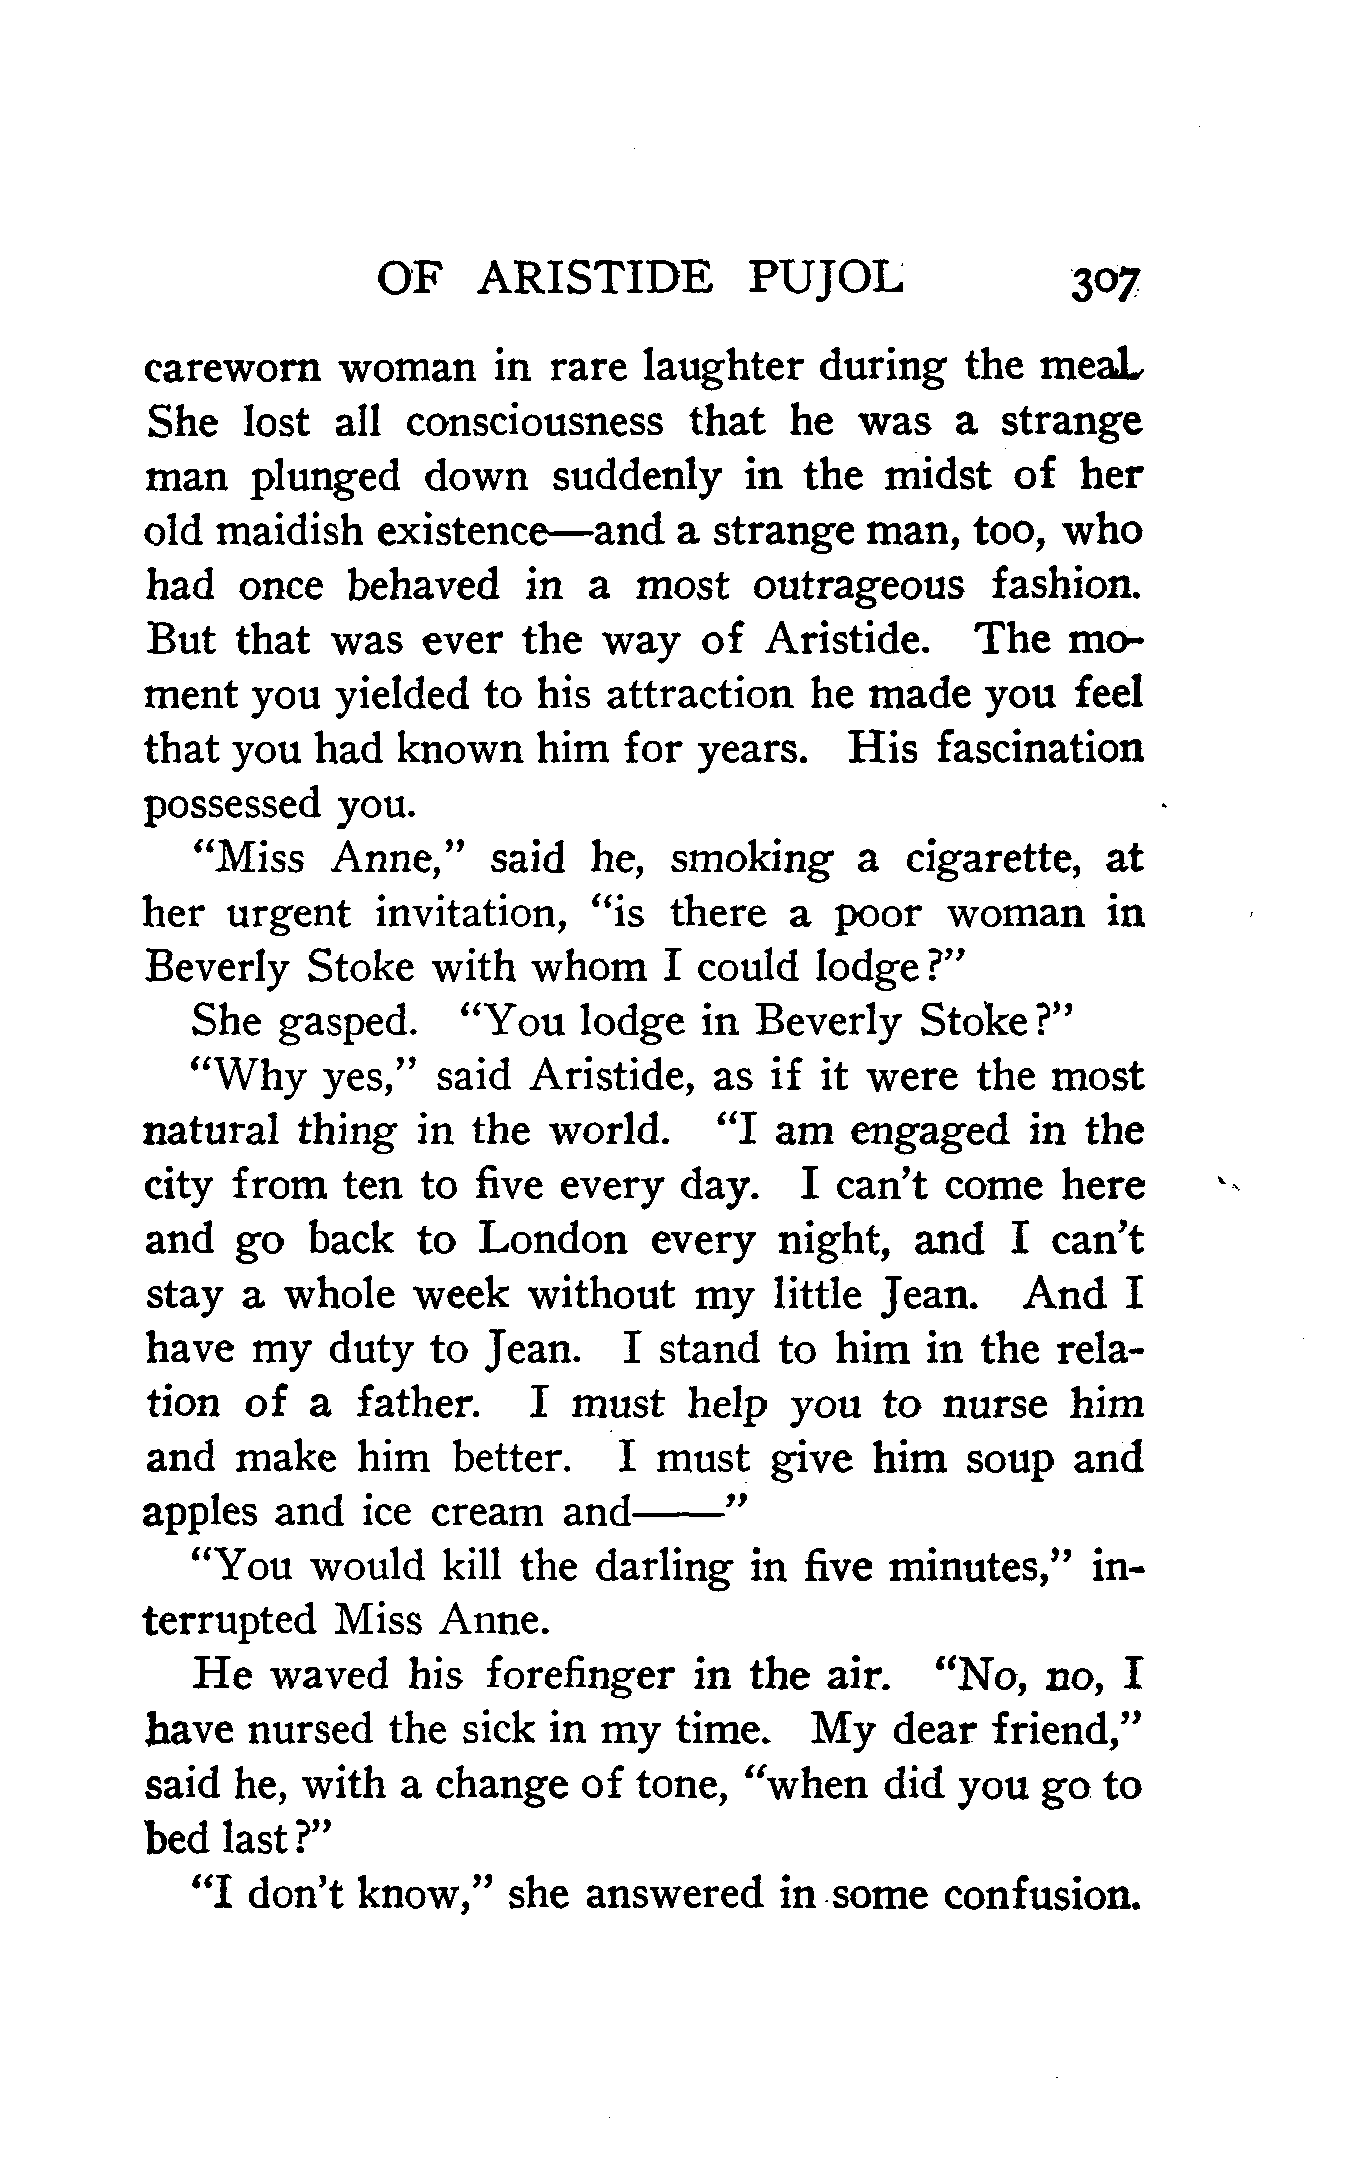 OF ARISTIDE PUJOL 307
careworn woman in rare laughter during the meal.
She lost all consciousness that he was a strange
man plunged down suddenly in the midst of her
old maidish existence—and a strange man, too, who
had once behaved in a most outrageous fashion.
But that was ever the way of Aristide. The mo-
ment you yielded to his attraction he made you feel
that you had known him for years. His fascination
possessed you.
"Miss Anne," said he, smoking a cigarette, at
her urgent invitation, "is there a poor woman in
Beverly Stoke with whom I could lodge?"
She gasped. "You lodge in Beverly Stoke?"
"Why yes," said Aristide, as if it were the most
natural thing in the world. "I am engaged in the
city from ten to five every day. I can't come here
and go back to London every night, and I can't
stay a whole week without my little Jean. And I
have my duty to Jean. I stand to him in the rela-
tion of a father. I must help you to nurse him
and make him better. I must give him soup and
apples and ice cream and——"
"You would kill the darling in five minutes," in-
terrupted Miss Anne.
He waved his forefinger in the air. "No, no, I
have nursed the sick in my time. My dear friend,"
said he, with a change of tone, "when did you go to
bed last?"
"I don't know," she answered in some confusion.